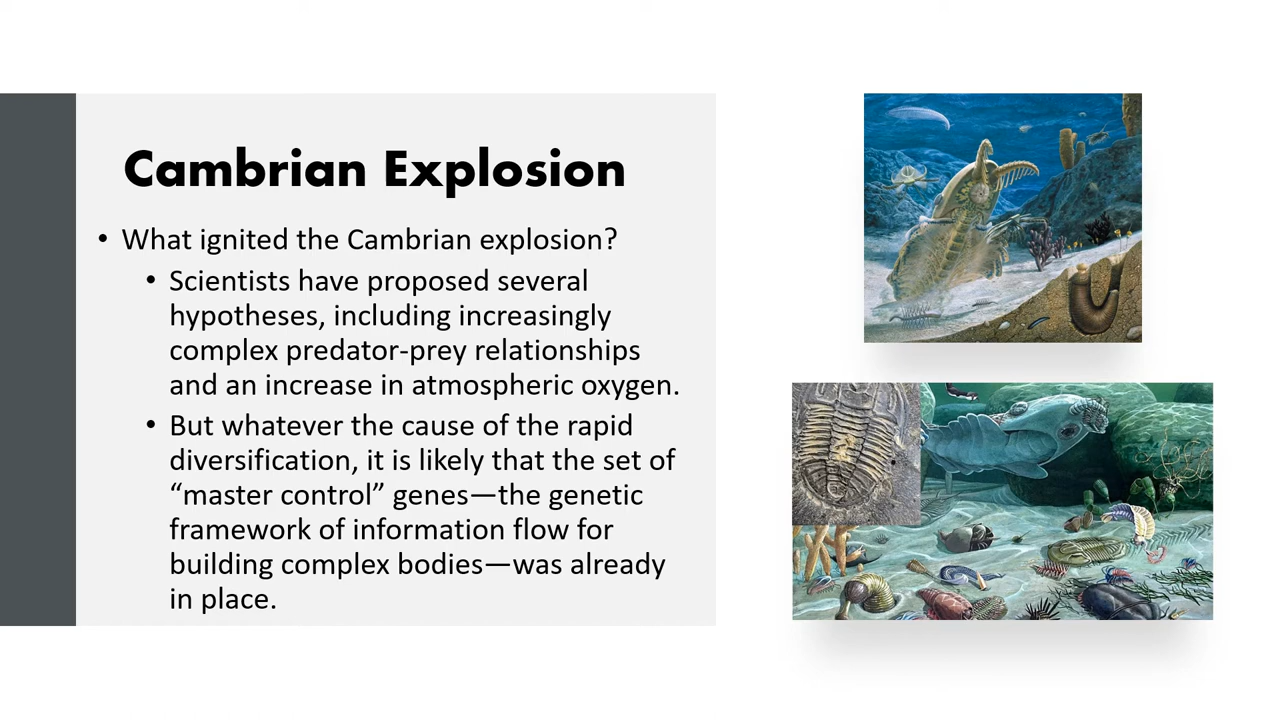 Cambrian Explosion
• What ignited the Cambrian explosion?
• Scientists have proposed several
hypotheses, including increasingly
complex predator-prey relationships
and an increase in atmospheric oxygen.
• But whatever the cause of the rapid
diversification, it is likely that the set of
“master control” genes—the genetic
framework of information flow for
building complex bodies—was already
in place.